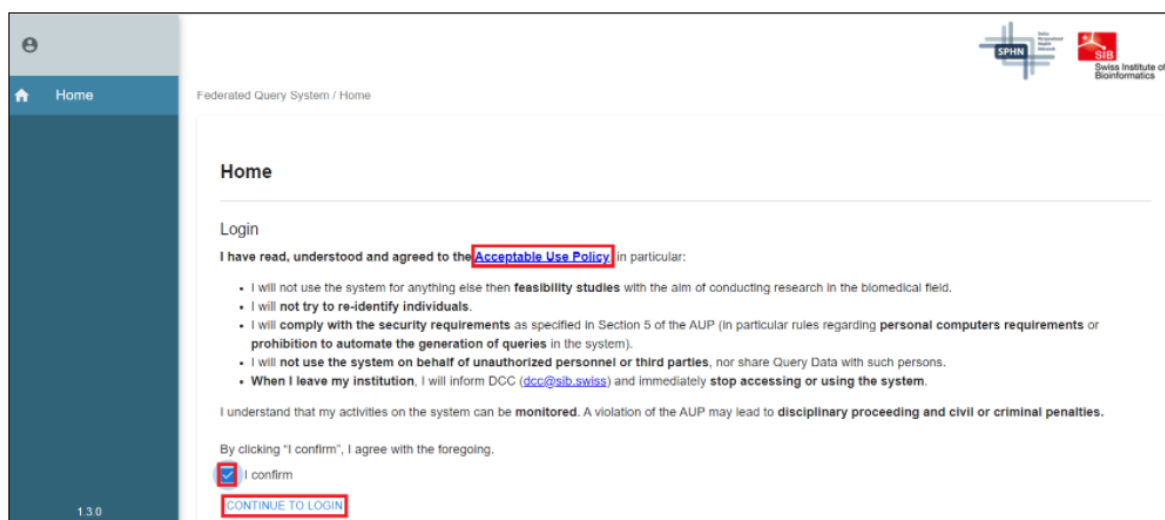 SPHN
Swiss
Personalized
Health
Network
SIB
Swiss Institute of
Bioinformatics
Home
Federated Query System / Home
Home
Login
I have read, understood and agreed to the Acceptable Use Policy, in particular:
• I will not use the system for anything else then feasibility studies with the aim of conducting research in the biomedical field.
• I will not try to re-identify individuals.
• I will comply with the security requirements as specified in Section 5 of the AUP (in particular rules regarding personal computers requirements or
prohibition to automate the generation of queries in the system).
• I will not use the system on behalf of unauthorized personnel or third parties, nor share Query Data with such persons.
• When I leave my institution, I will inform DCC (dcc@sib.swiss) and immediately stop accessing or using the system.
I understand that my activities on the system can be monitored. A violation of the AUP may lead to disciplinary proceeding and civil or criminal penalties.
By clicking “I confirm”, I agree with the foregoing.
I confirm
CONTINUE TO LOGIN
1.3.0